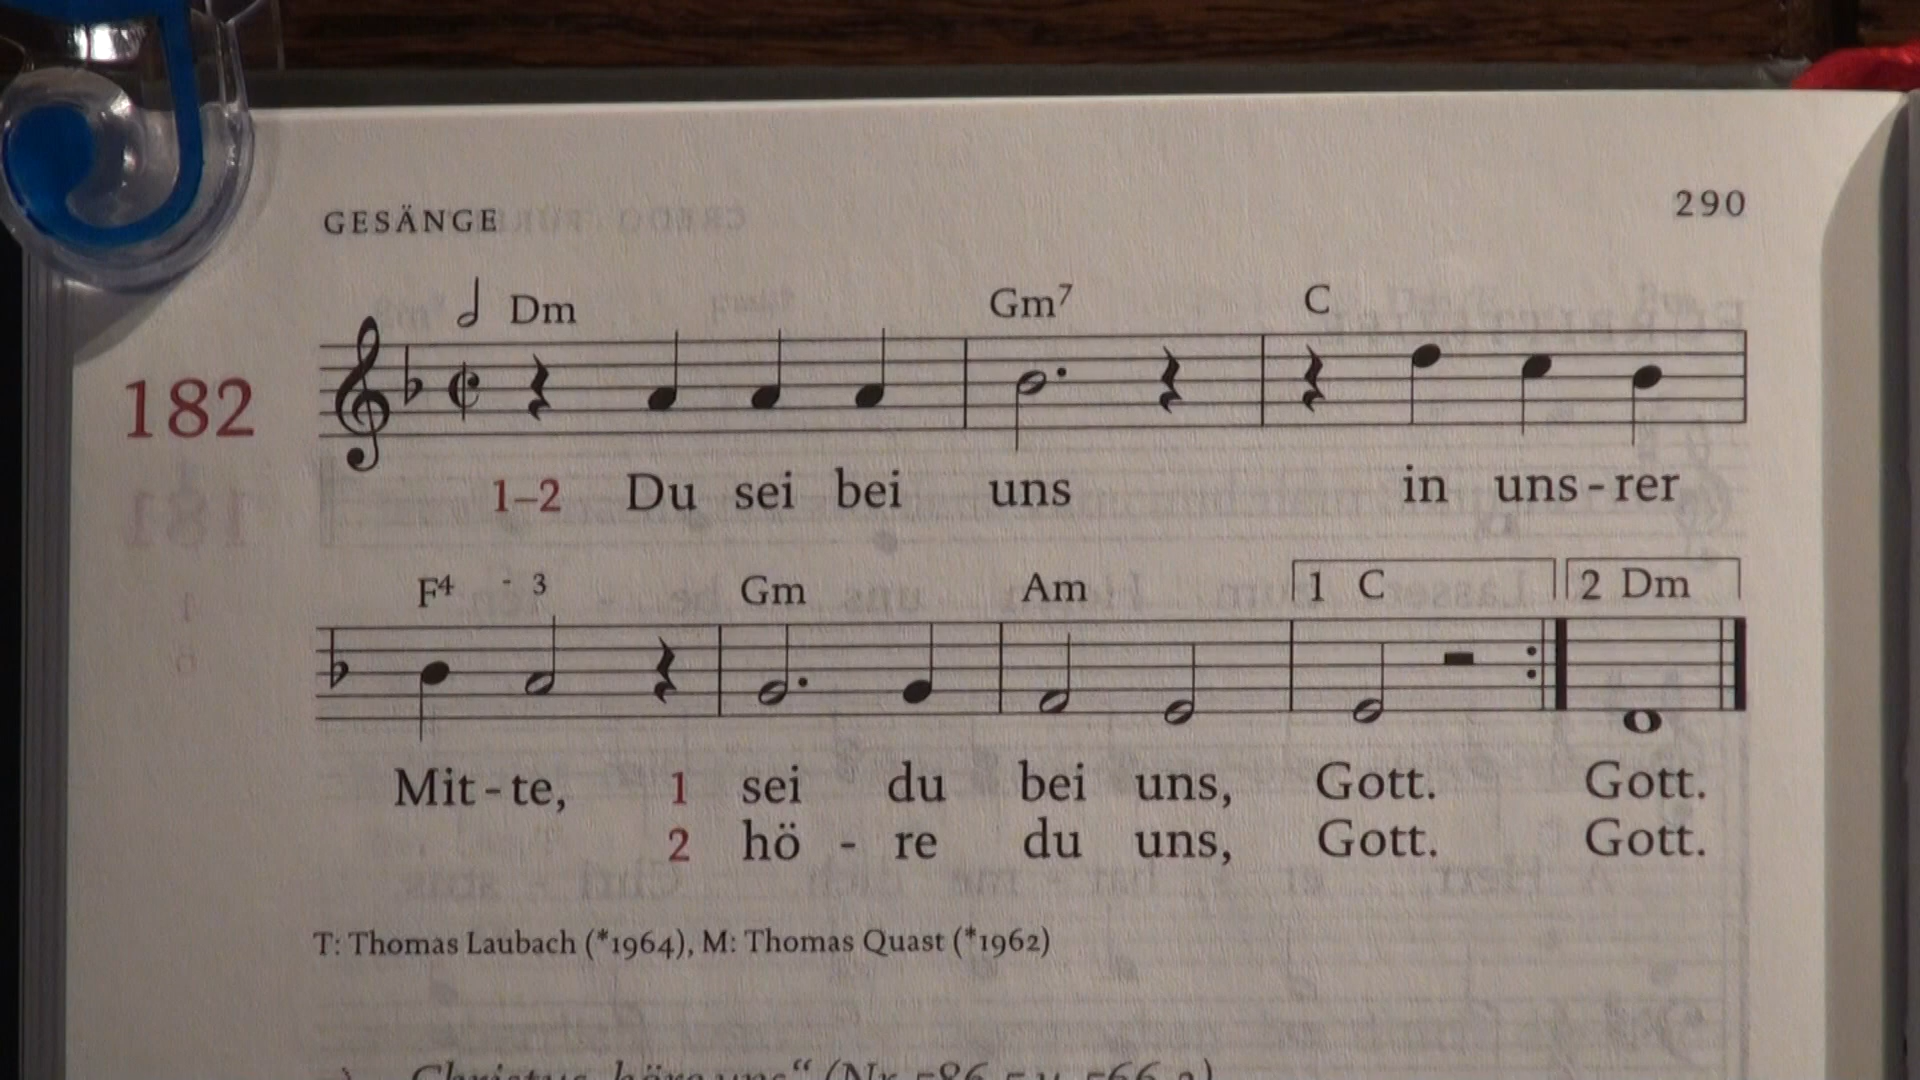 GESÄNGE 290
Dm Gm⁷ C
182
1–2 Du sei bei uns in uns-rer
F⁴ - ³ Gm Am 1 C 2 Dm
Mit-te, 1 sei du bei uns, Gott. Gott.
2 hö - re du uns, Gott. Gott.
T: Thomas Laubach (*1964), M: Thomas Quast (*1962)